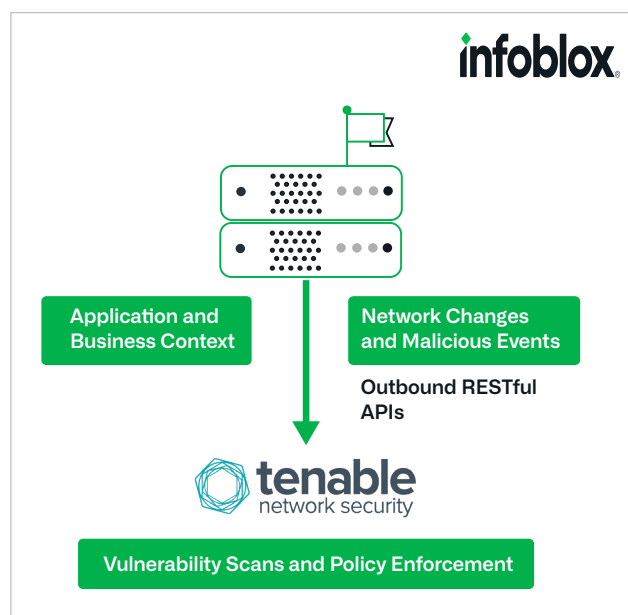 infoblox®
Application and
Business Context
Network Changes
and Malicious Events
Outbound RESTful
APIs
tenable
network security
Vulnerability Scans and Policy Enforcement